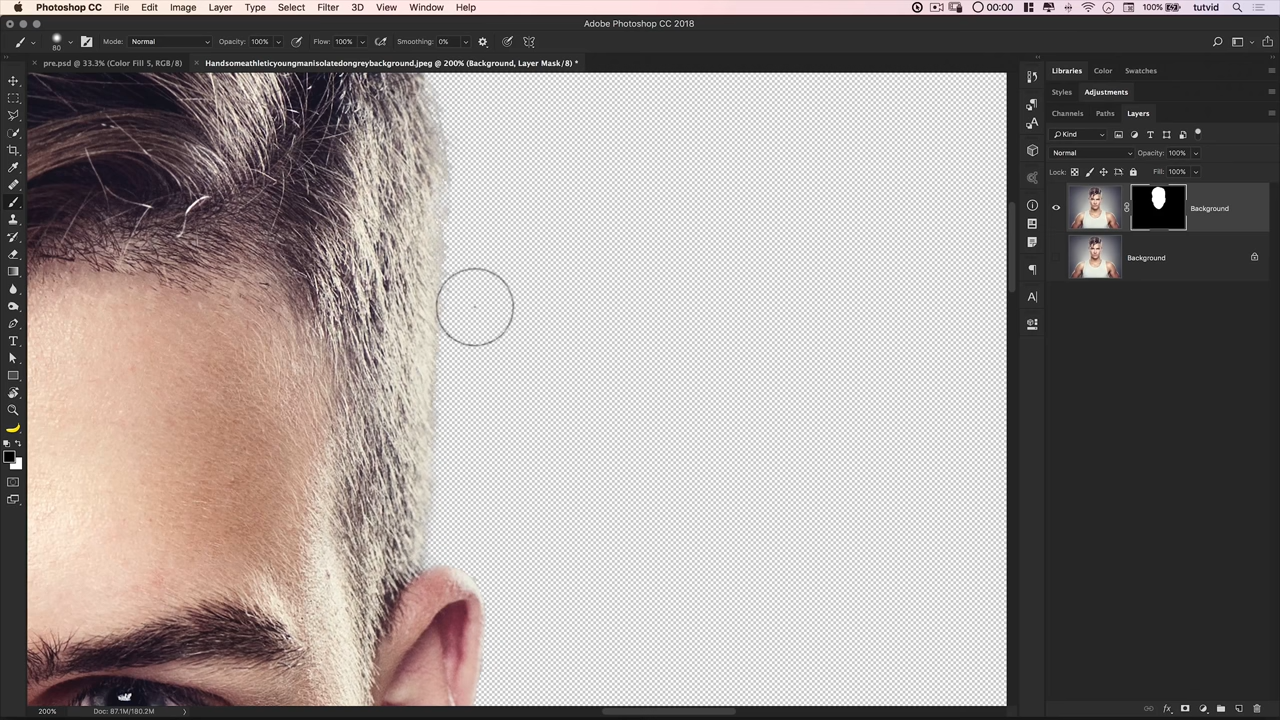 Photoshop CC File Edit Image Layer Type Select Filter 3D View Window Help 00:00 100%
Adobe Photoshop CC 2018
80 Mode: Normal Opacity: 100% Flow: 100% Smoothing: 0%
× pre.psd @ 33.3% (Color Fill 5, RGB/8) × Handsomeathleticyoungmanisolatedongreybackground.jpeg @ 200% (Background, Layer Mask/8) *
Libraries Color Swatches
Styles Adjustments
Channels Paths Layers
Kind
Normal Opacity: 100%
Lock: Fill: 100%
Background
Background
200% Doc: 87.1M/180.2M